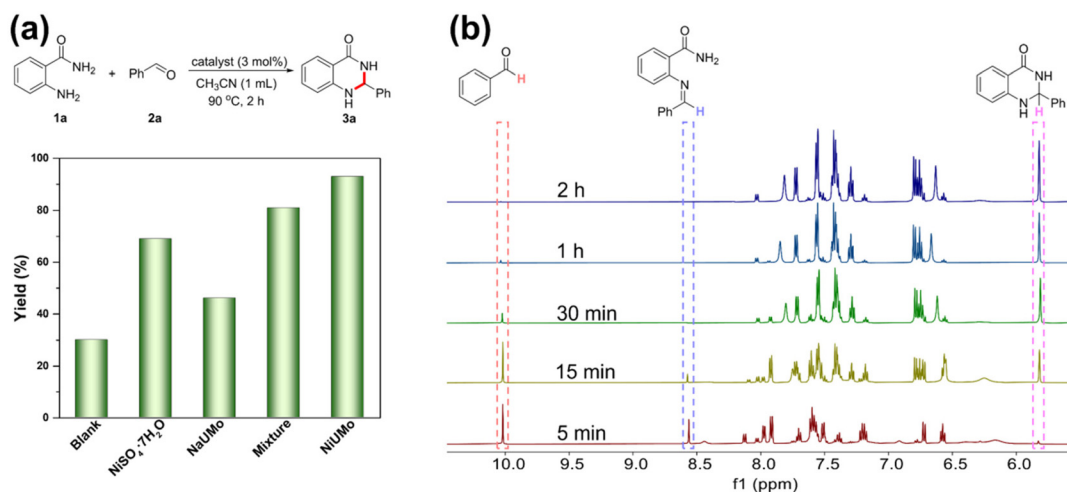 (a)
O
NH₂
NH₂
1a
+
Ph
O
2a
catalyst (3 mol%)
CH₃CN (1 mL)
90 °C, 2 h
O
NH
N
H
Ph
3a
Yield (%)
100
80
60
40
20
0
Blank
NiSO₄·7H₂O
NaUMo
Mixture
NiUMo
(b)
O
H
O
NH₂
N
Ph
H
O
NH
N
H
H
Ph
2 h
1 h
30 min
15 min
5 min
10.0 9.5 9.0 8.5 8.0 7.5 7.0 6.5 6.0
f1 (ppm)